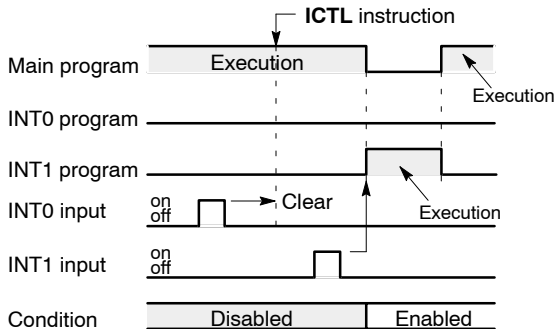 ICTL instruction
Main program
Execution
Execution
INT0 program
INT1 program
Execution
INT0 input
on
off
Clear
INT1 input
on
off
Condition
Disabled
Enabled